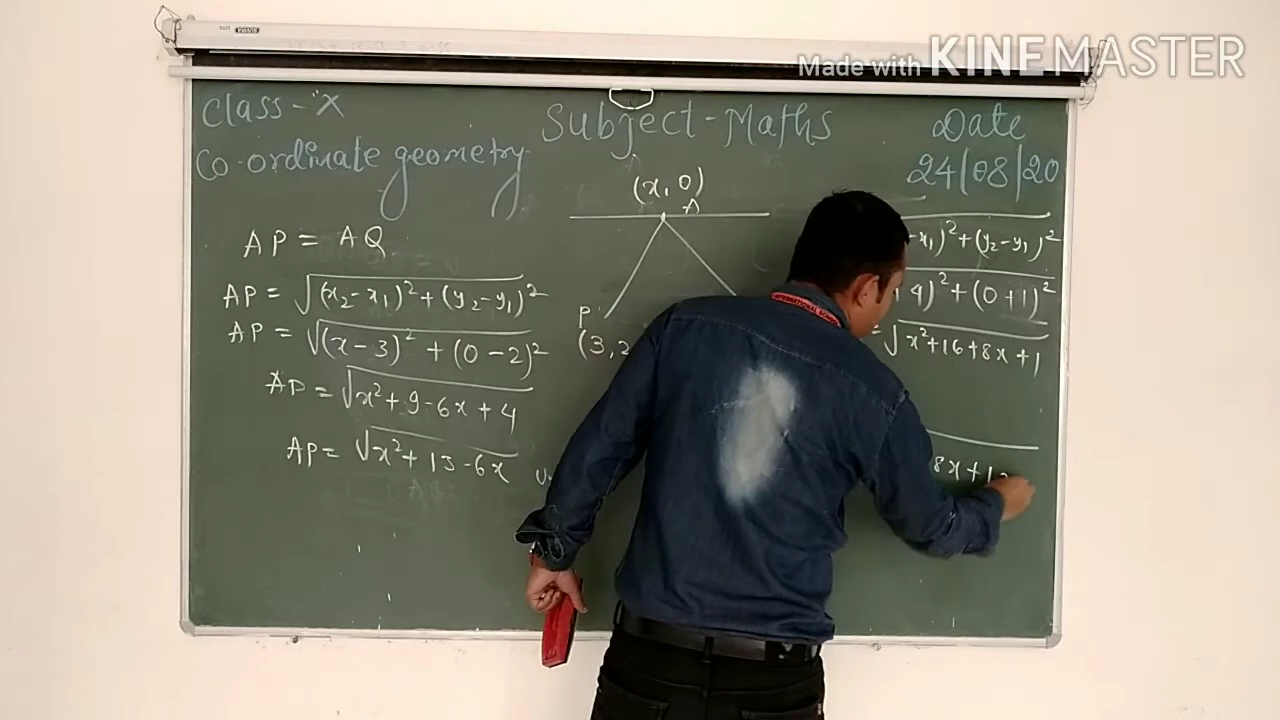 Made with KINEMASTER
Class-X
Co-ordinate geometry
Subject-Maths
Date
24/08/20
AP = AQ
AP = √(x₂-x₁)²+(y₂-y₁)²
AP = √(x-3)² + (0-2)²
AP = √x²+9-6x+4
AP = √x²+13-6x
(x, 0)
A
P
(3, 2
-x₁)²+(y₂-y₁)²
4)²+(0+1)²
= √x²+16+8x+1
8x+1
INTERNATIONAL